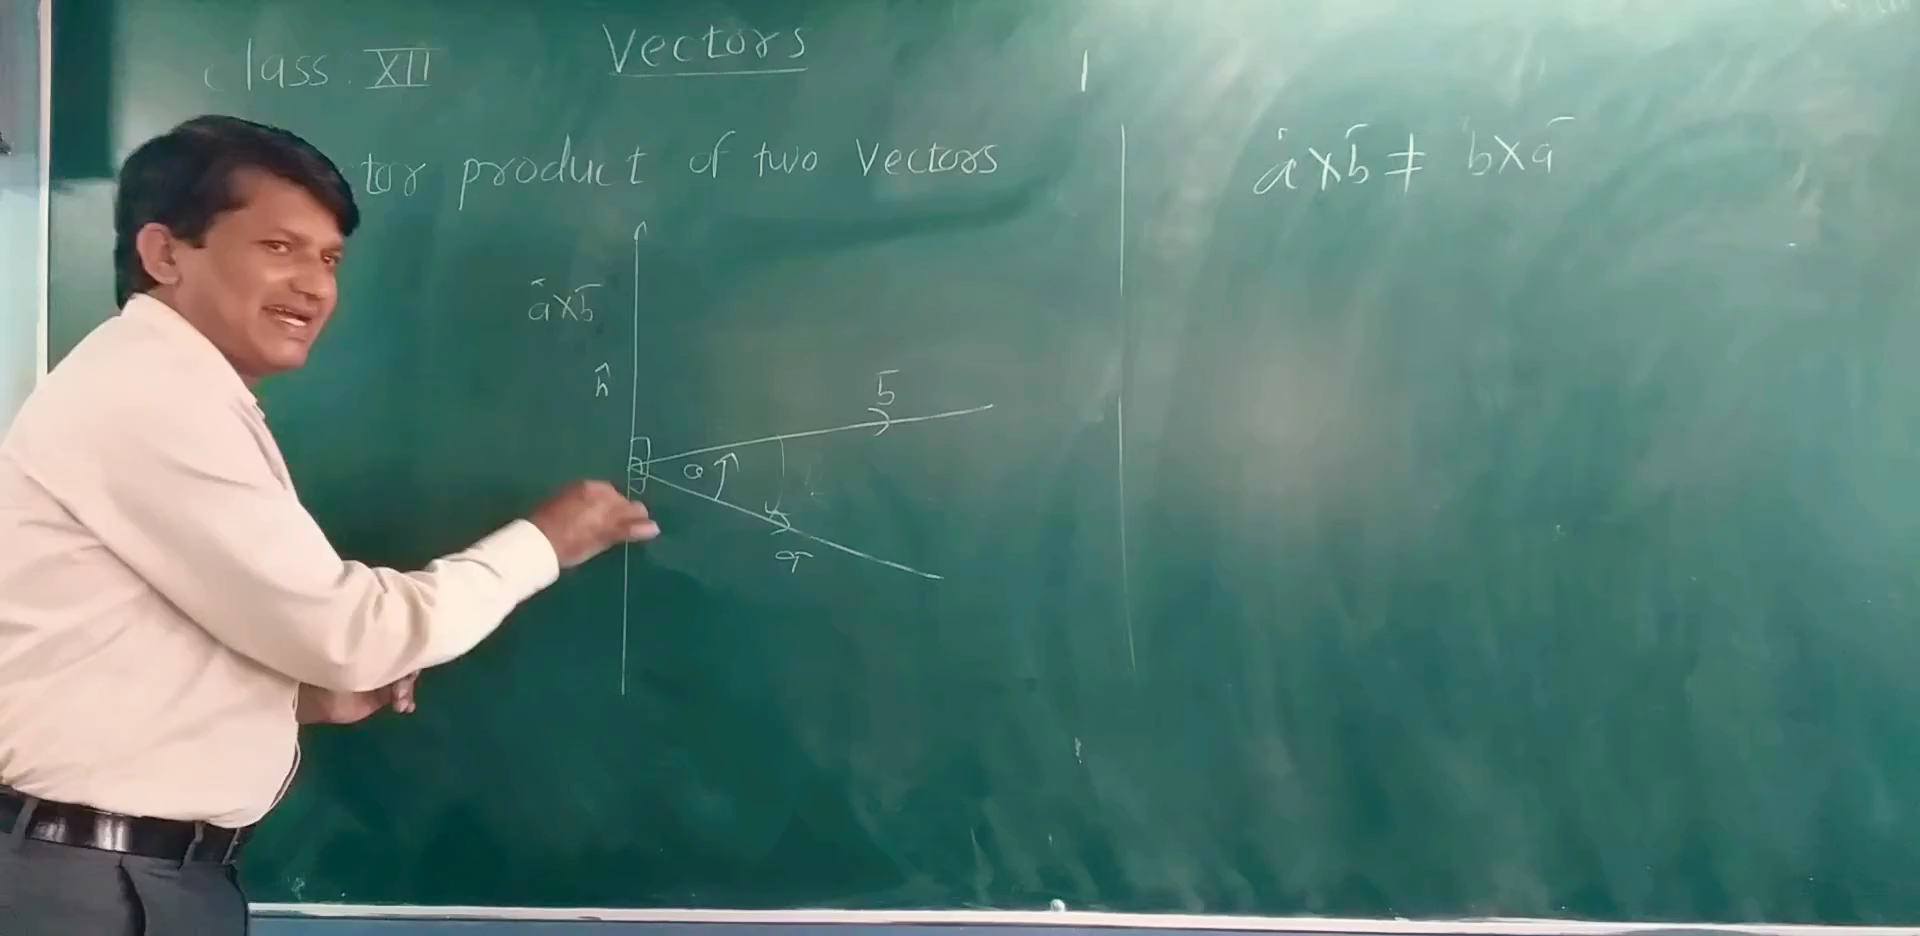 class. XII
Vectors
tor product of two Vectors
a̅ x b̅
n̂
b̅
θ
a̅
a̅ x b̅ ≠ b̅ x a̅